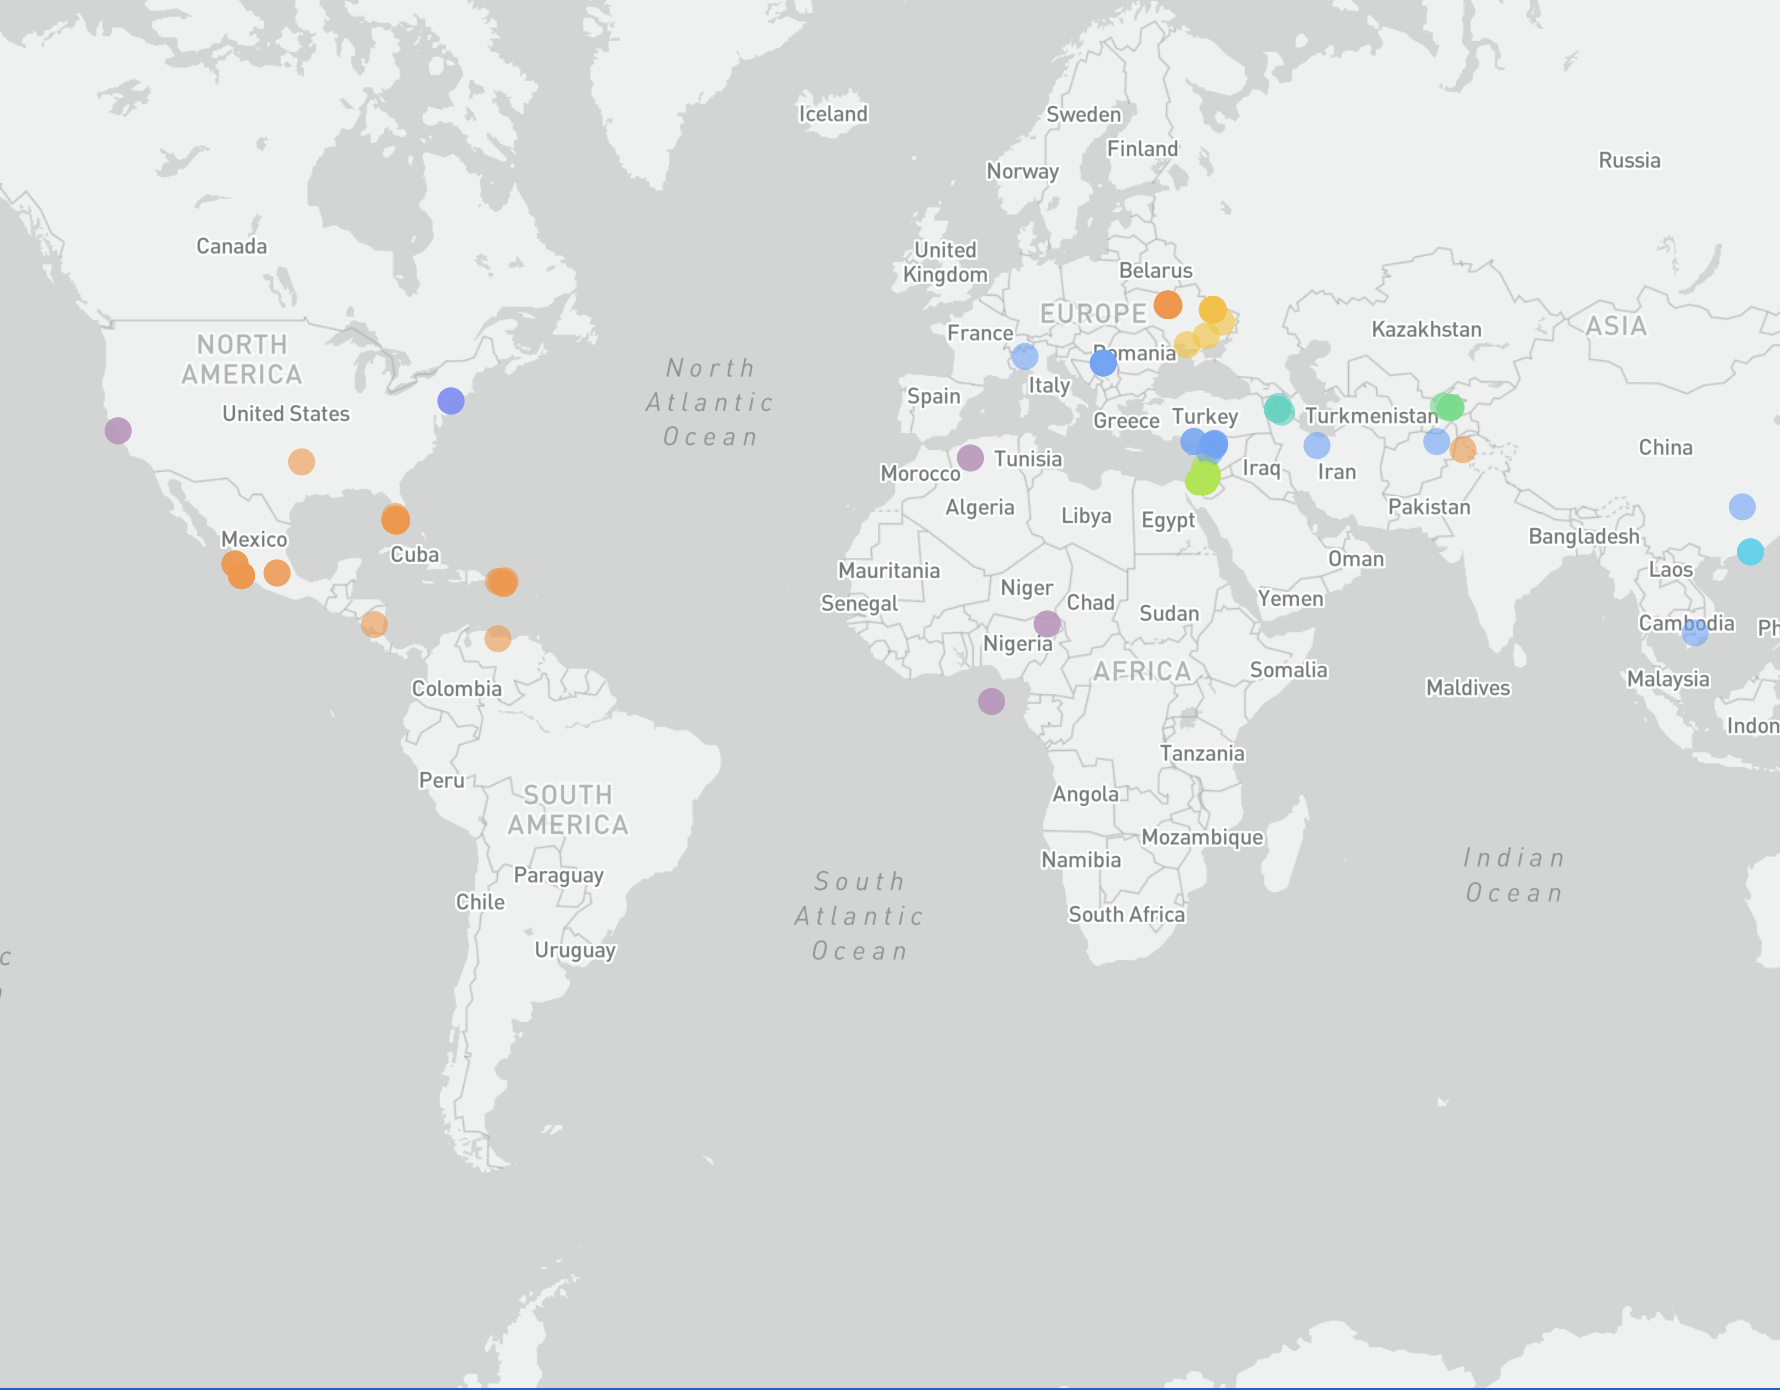 Iceland
Sweden
Finland
Norway
Russia
Canada
United
Kingdom
Belarus
EUROPE
NORTH
AMERICA
France
Kazakhstan
ASIA
Romania
North
Atlantic
Ocean
Italy
Spain
United States
Greece
Turkey
Turkmenistan
China
Morocco
Tunisia
Iraq
Iran
Algeria
Libya
Egypt
Pakistan
Bangladesh
Mexico
Cuba
Oman
Mauritania
Laos
Niger
Chad
Senegal
Sudan
Yemen
Cambodia
Ph
Nigeria
AFRICA
Somalia
Malaysia
Colombia
Maldives
Indon
Tanzania
Peru
SOUTH
AMERICA
Angola
Mozambique
Namibia
Indian
Ocean
Paraguay
South
Atlantic
Ocean
Chile
South Africa
Uruguay
c